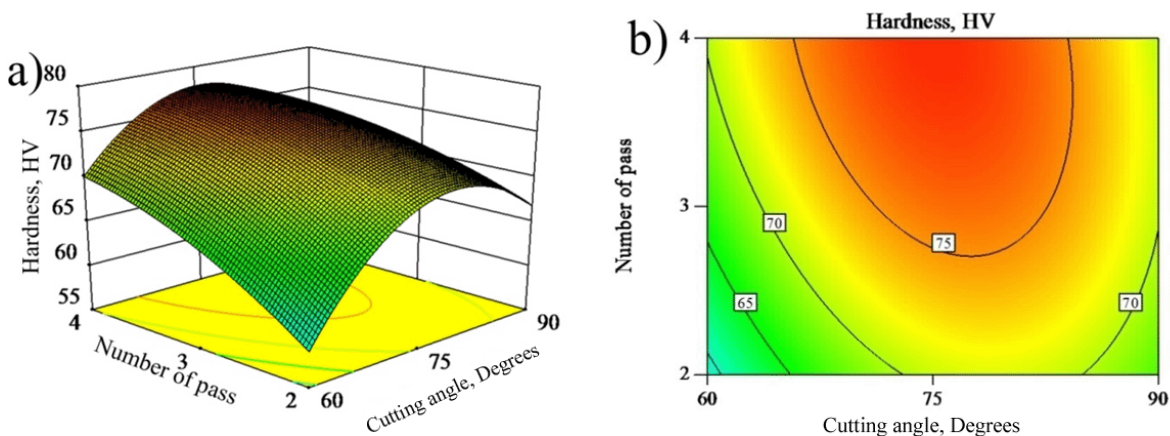 a)
80
75
70
65
60
55
Hardness, HV
4
3
2
Number of pass
60
75
90
Cutting angle, Degrees
b)
Hardness, HV
4
3
2
Number of pass
70
75
65
70
60
75
90
Cutting angle, Degrees